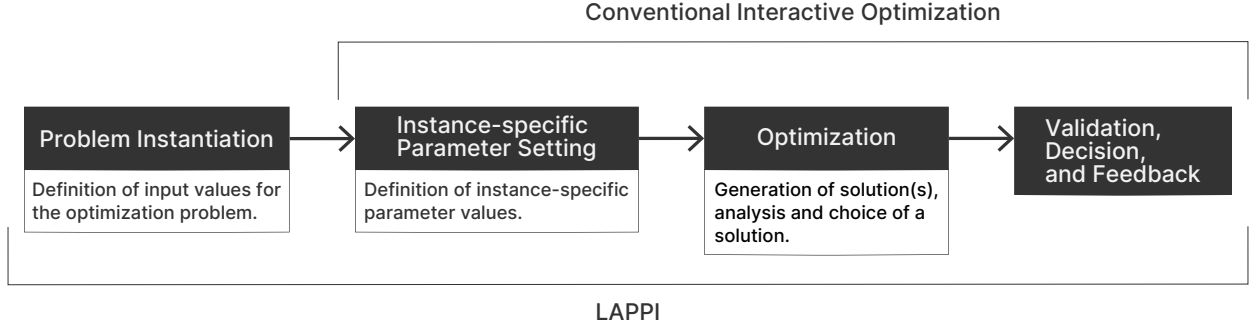 Conventional Interactive Optimization
Problem Instantiation
Definition of input values for
the optimization problem.
Instance-specific
Parameter Setting
Definition of instance-specific
parameter values.
Optimization
Generation of solution(s),
analysis and choice of a
solution.
Validation,
Decision,
and Feedback
LAPPI